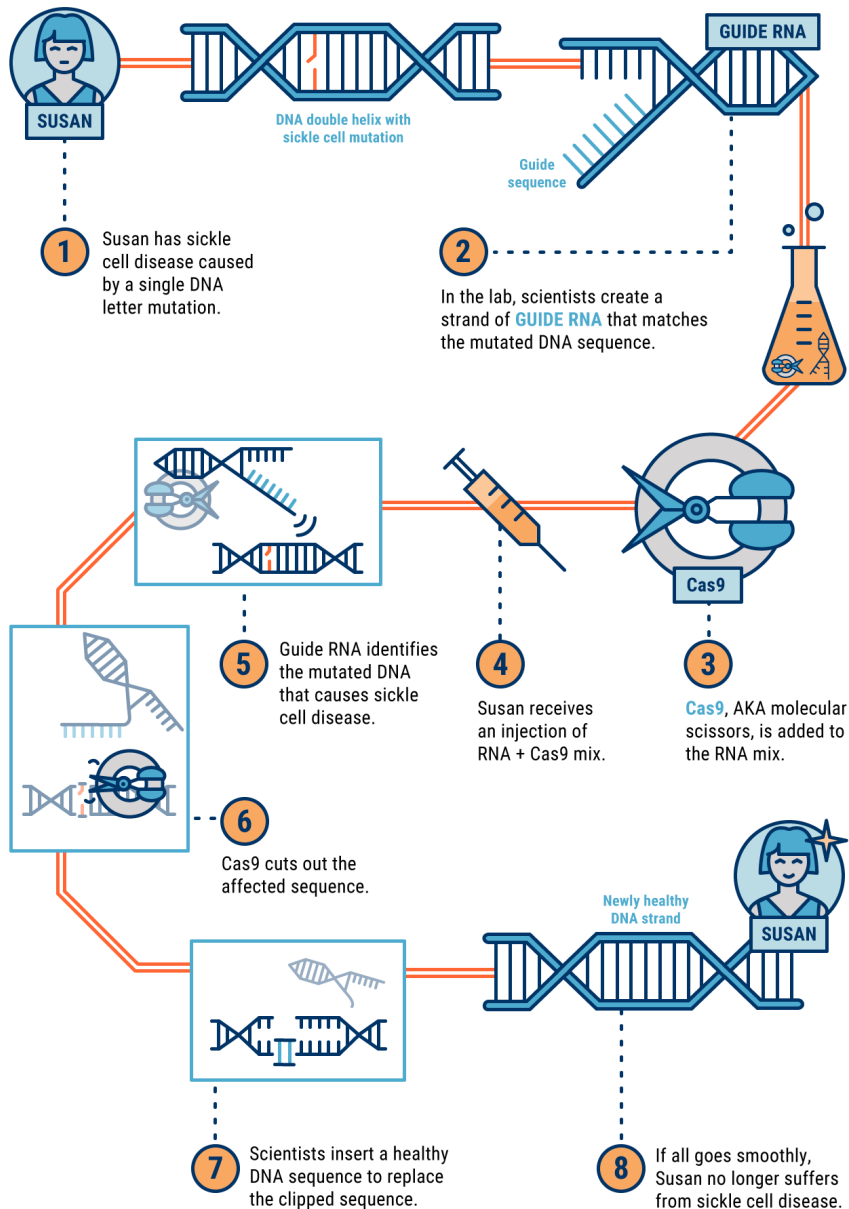 SUSAN
DNA double helix with
sickle cell mutation
GUIDE RNA
Guide
sequence
1
Susan has sickle
cell disease caused
by a single DNA
letter mutation.
2
In the lab, scientists create a
strand of GUIDE RNA that matches
the mutated DNA sequence.
Cas9
3
Cas9, AKA molecular
scissors, is added to
the RNA mix.
4
Susan receives
an injection of
RNA + Cas9 mix.
5
Guide RNA identifies
the mutated DNA
that causes sickle
cell disease.
6
Cas9 cuts out the
affected sequence.
7
Scientists insert a healthy
DNA sequence to replace
the clipped sequence.
Newly healthy
DNA strand
SUSAN
8
If all goes smoothly,
Susan no longer suffers
from sickle cell disease.